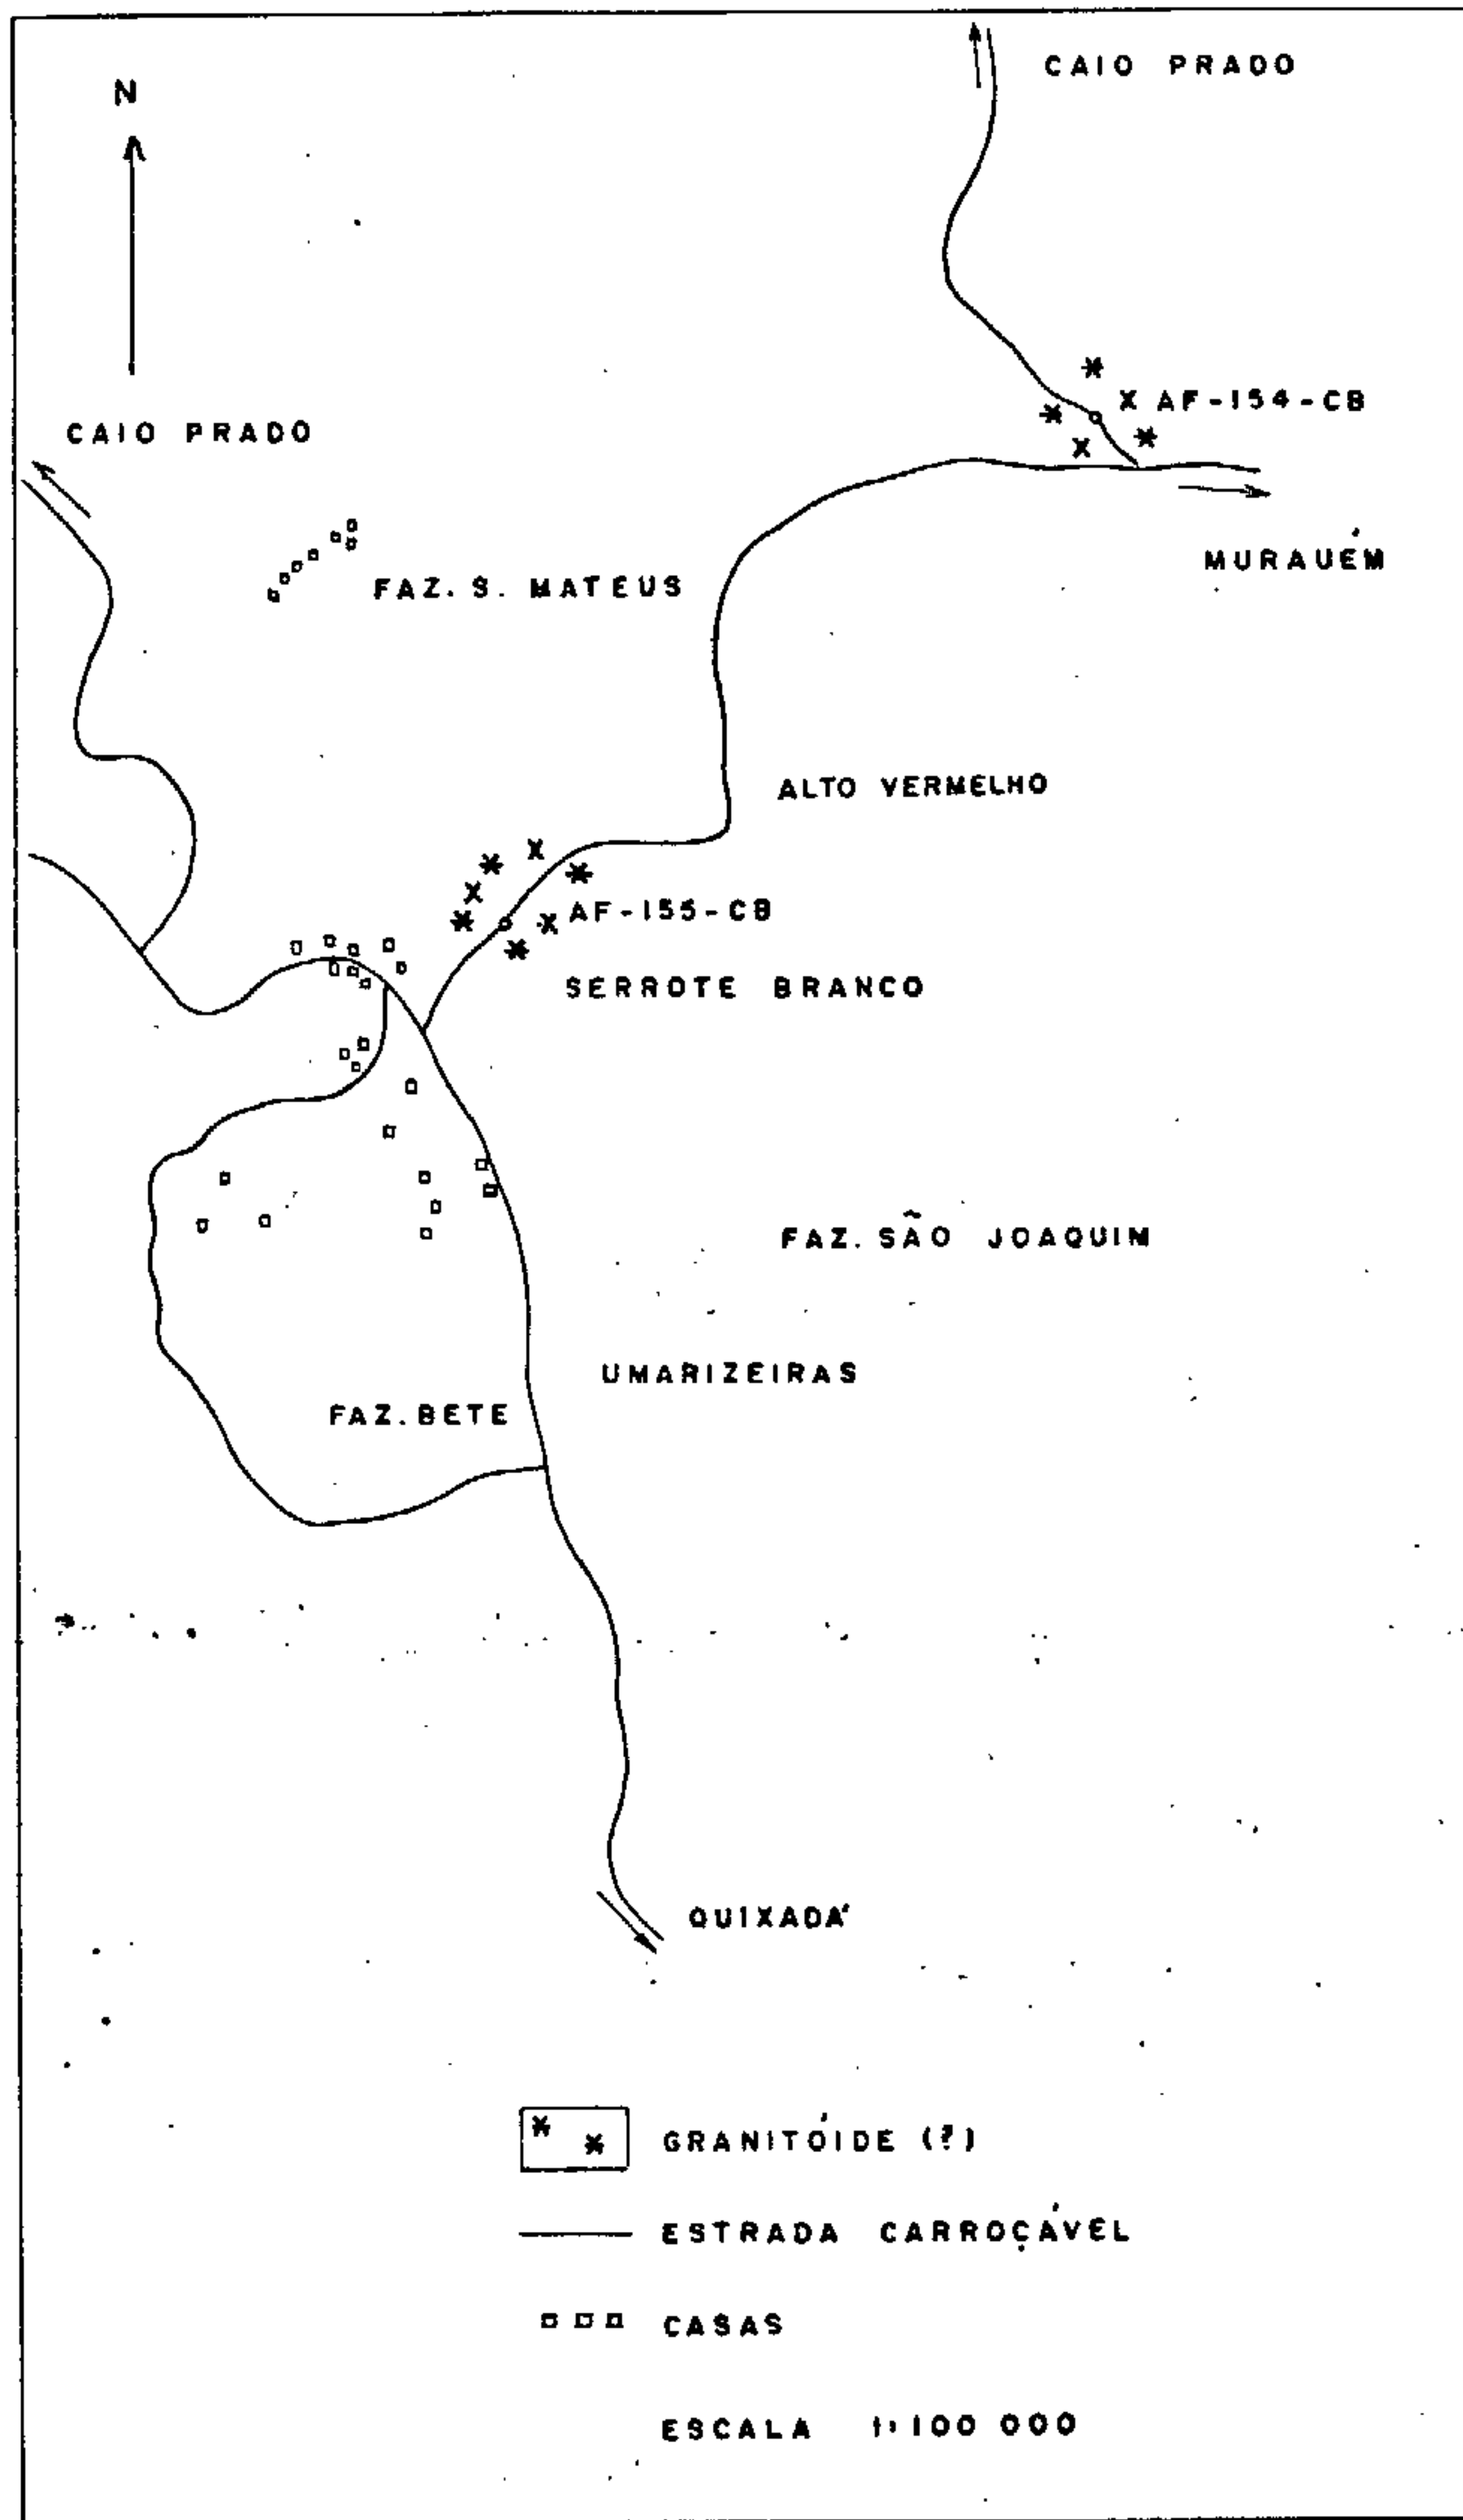 CAIO PRADO
N
X AF-154-CB
CAIO PRADO
MURAUÉM
FAZ. S. MATEUS
ALTO VERMELHO
AF-155-CB
SERROTE BRANCO
FAZ. SÃO JOAQUIM
UMARIZEIRAS
FAZ. BETE
QUIXADÁ
GRANITÓIDE (?)
ESTRADA CARROÇÁVEL
CASAS
ESCALA 1:100 000